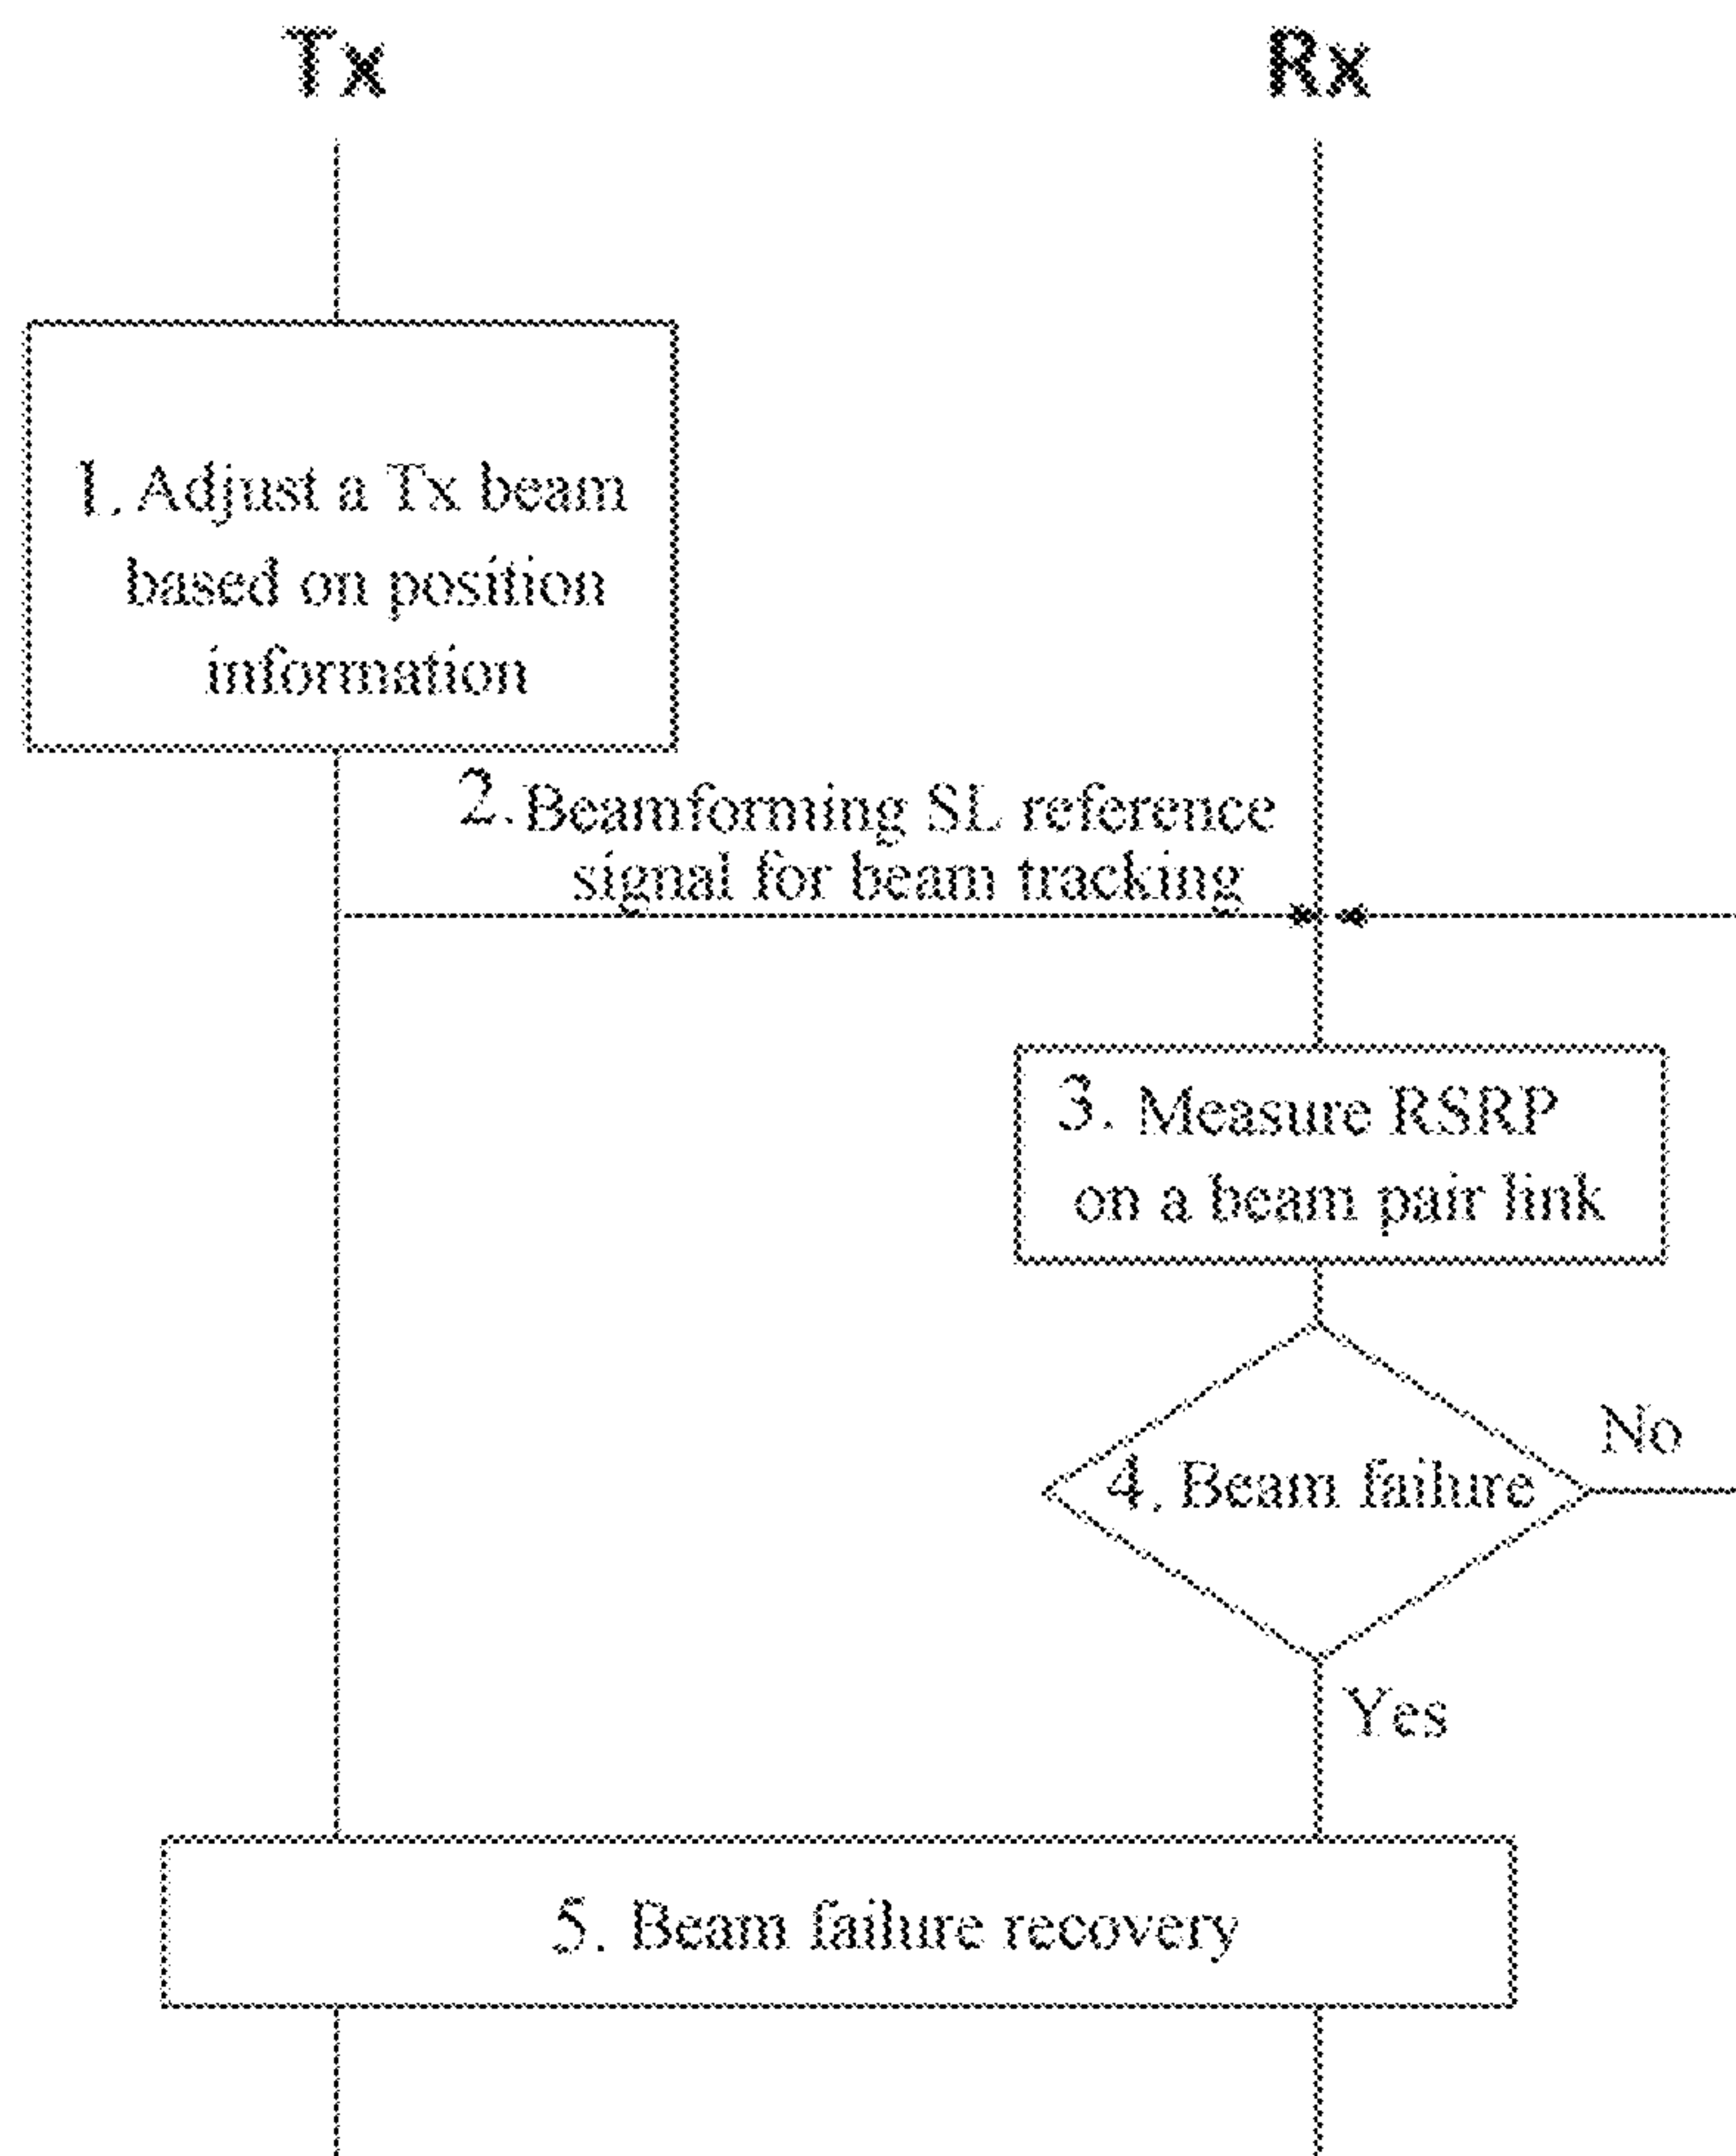 Tx
Rx
1. Adjust a Tx beam
based on position
information
2. Beamforming SL reference
signal for beam tracking
3. Measure RSRP
on a beam pair link
4. Beam failure
No
Yes
5. Beam failure recovery